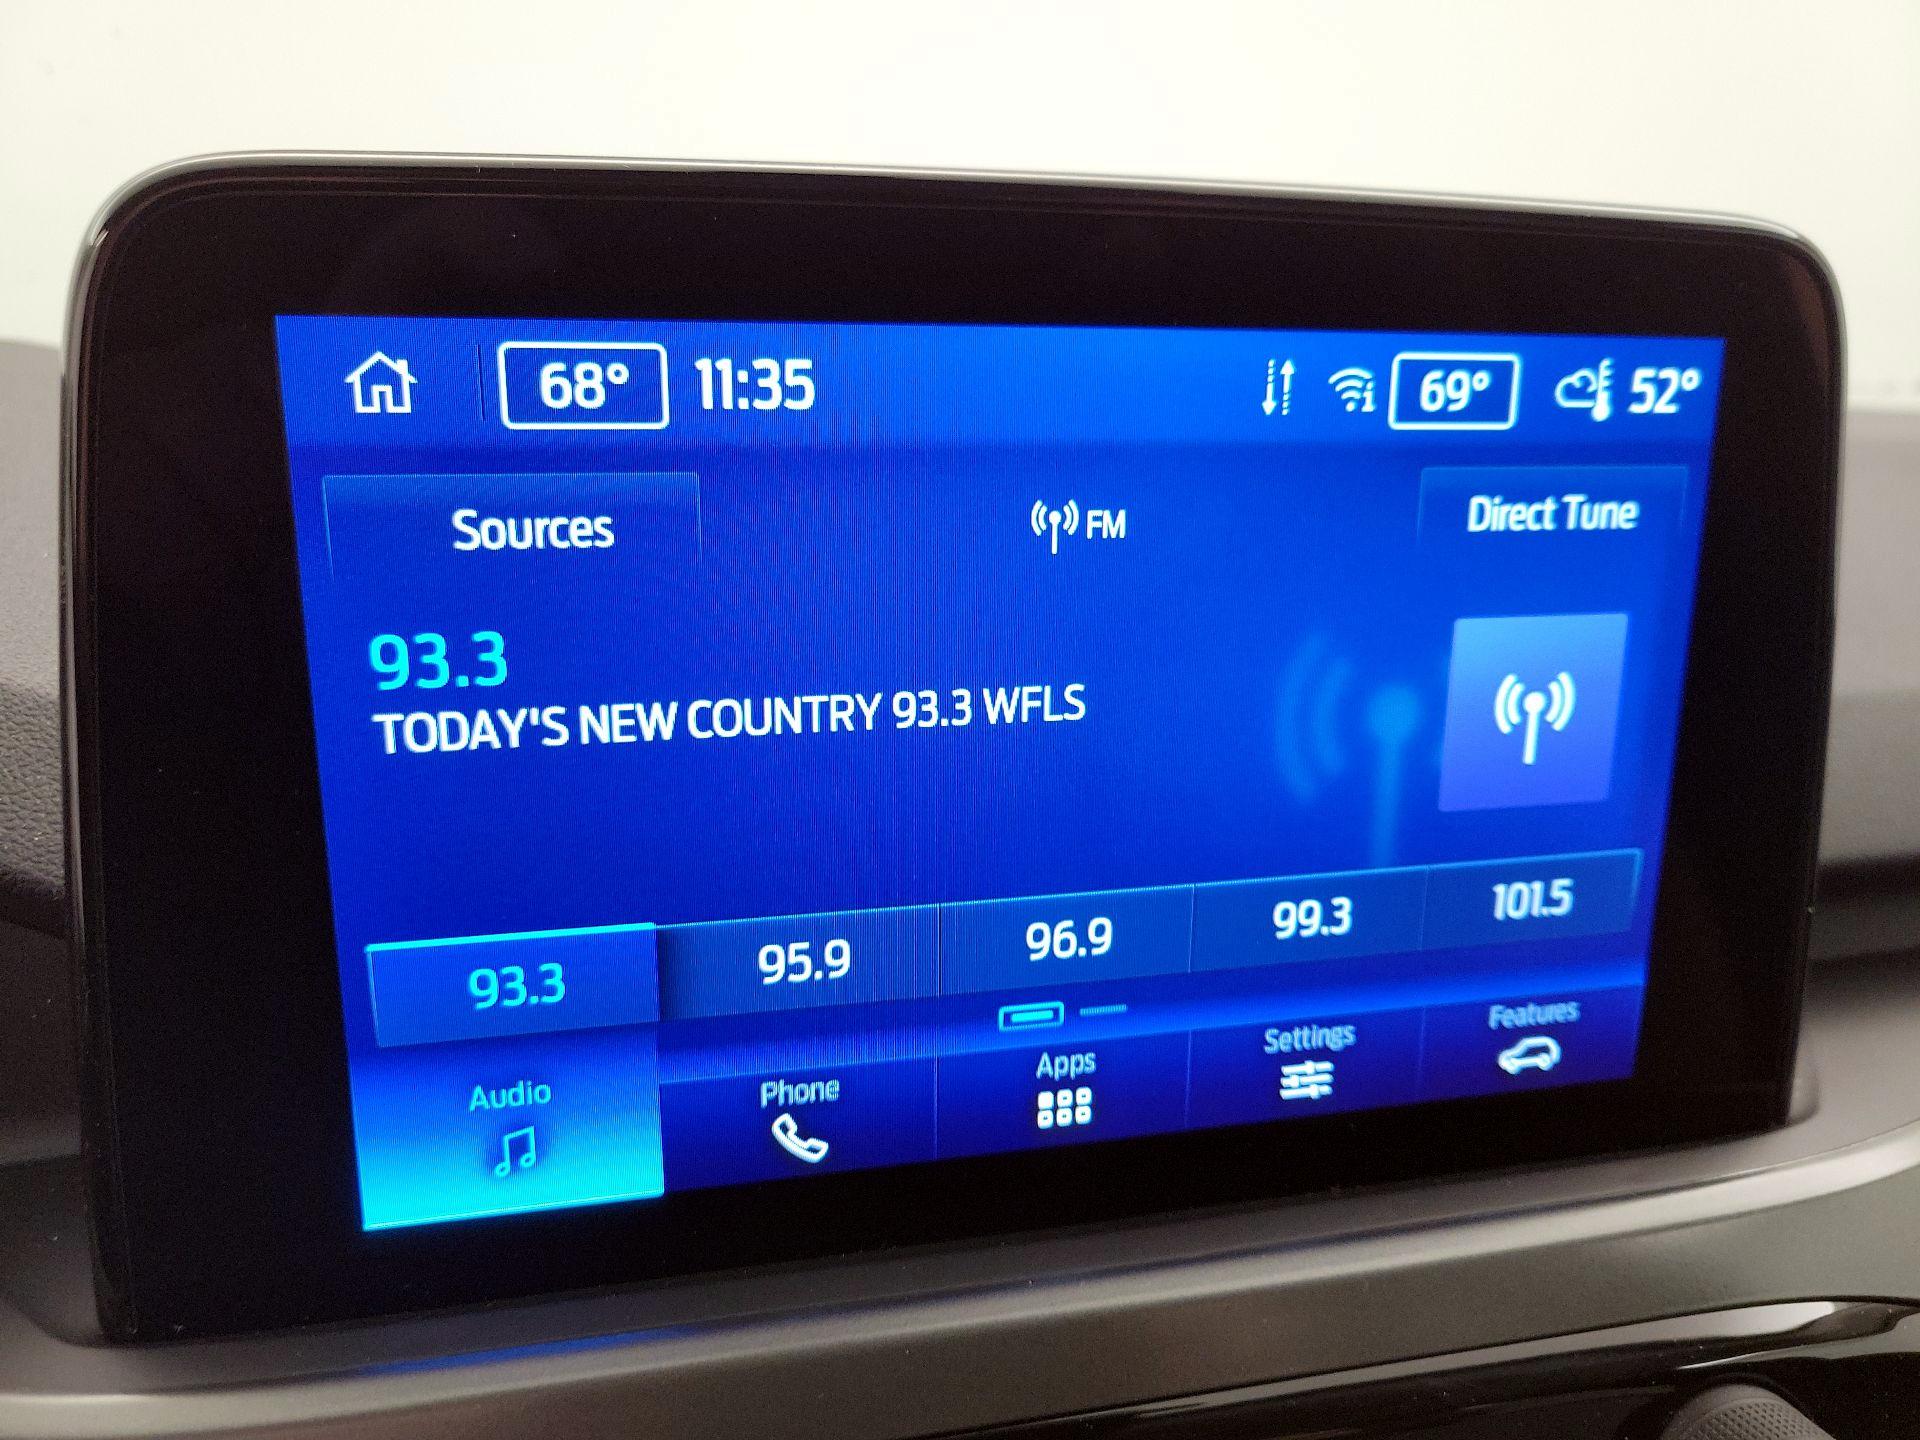 68° 11:35 69° 52°
Sources FM Direct Tune
93.3
TODAY'S NEW COUNTRY 93.3 WFLS
93.3 95.9 96.9 99.3 101.5
Audio Phone Apps Settings Features